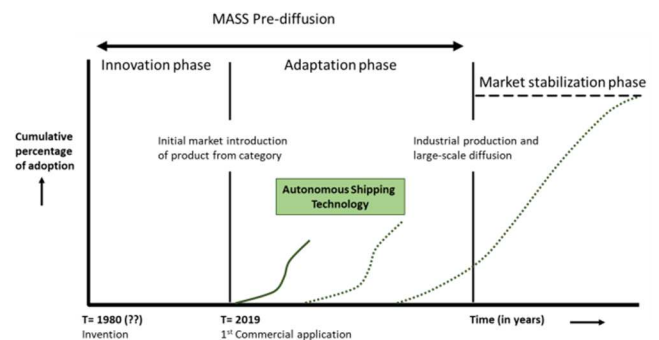 MASS Pre-diffusion
Innovation phase
Adaptation phase
Market stabilization phase
Cumulative
percentage
of adoption
Initial market introduction
of product from category
Industrial production and
large-scale diffusion
Autonomous Shipping
Technology
T= 1980 (??)
Invention
T= 2019
1st Commercial application
Time (in years)